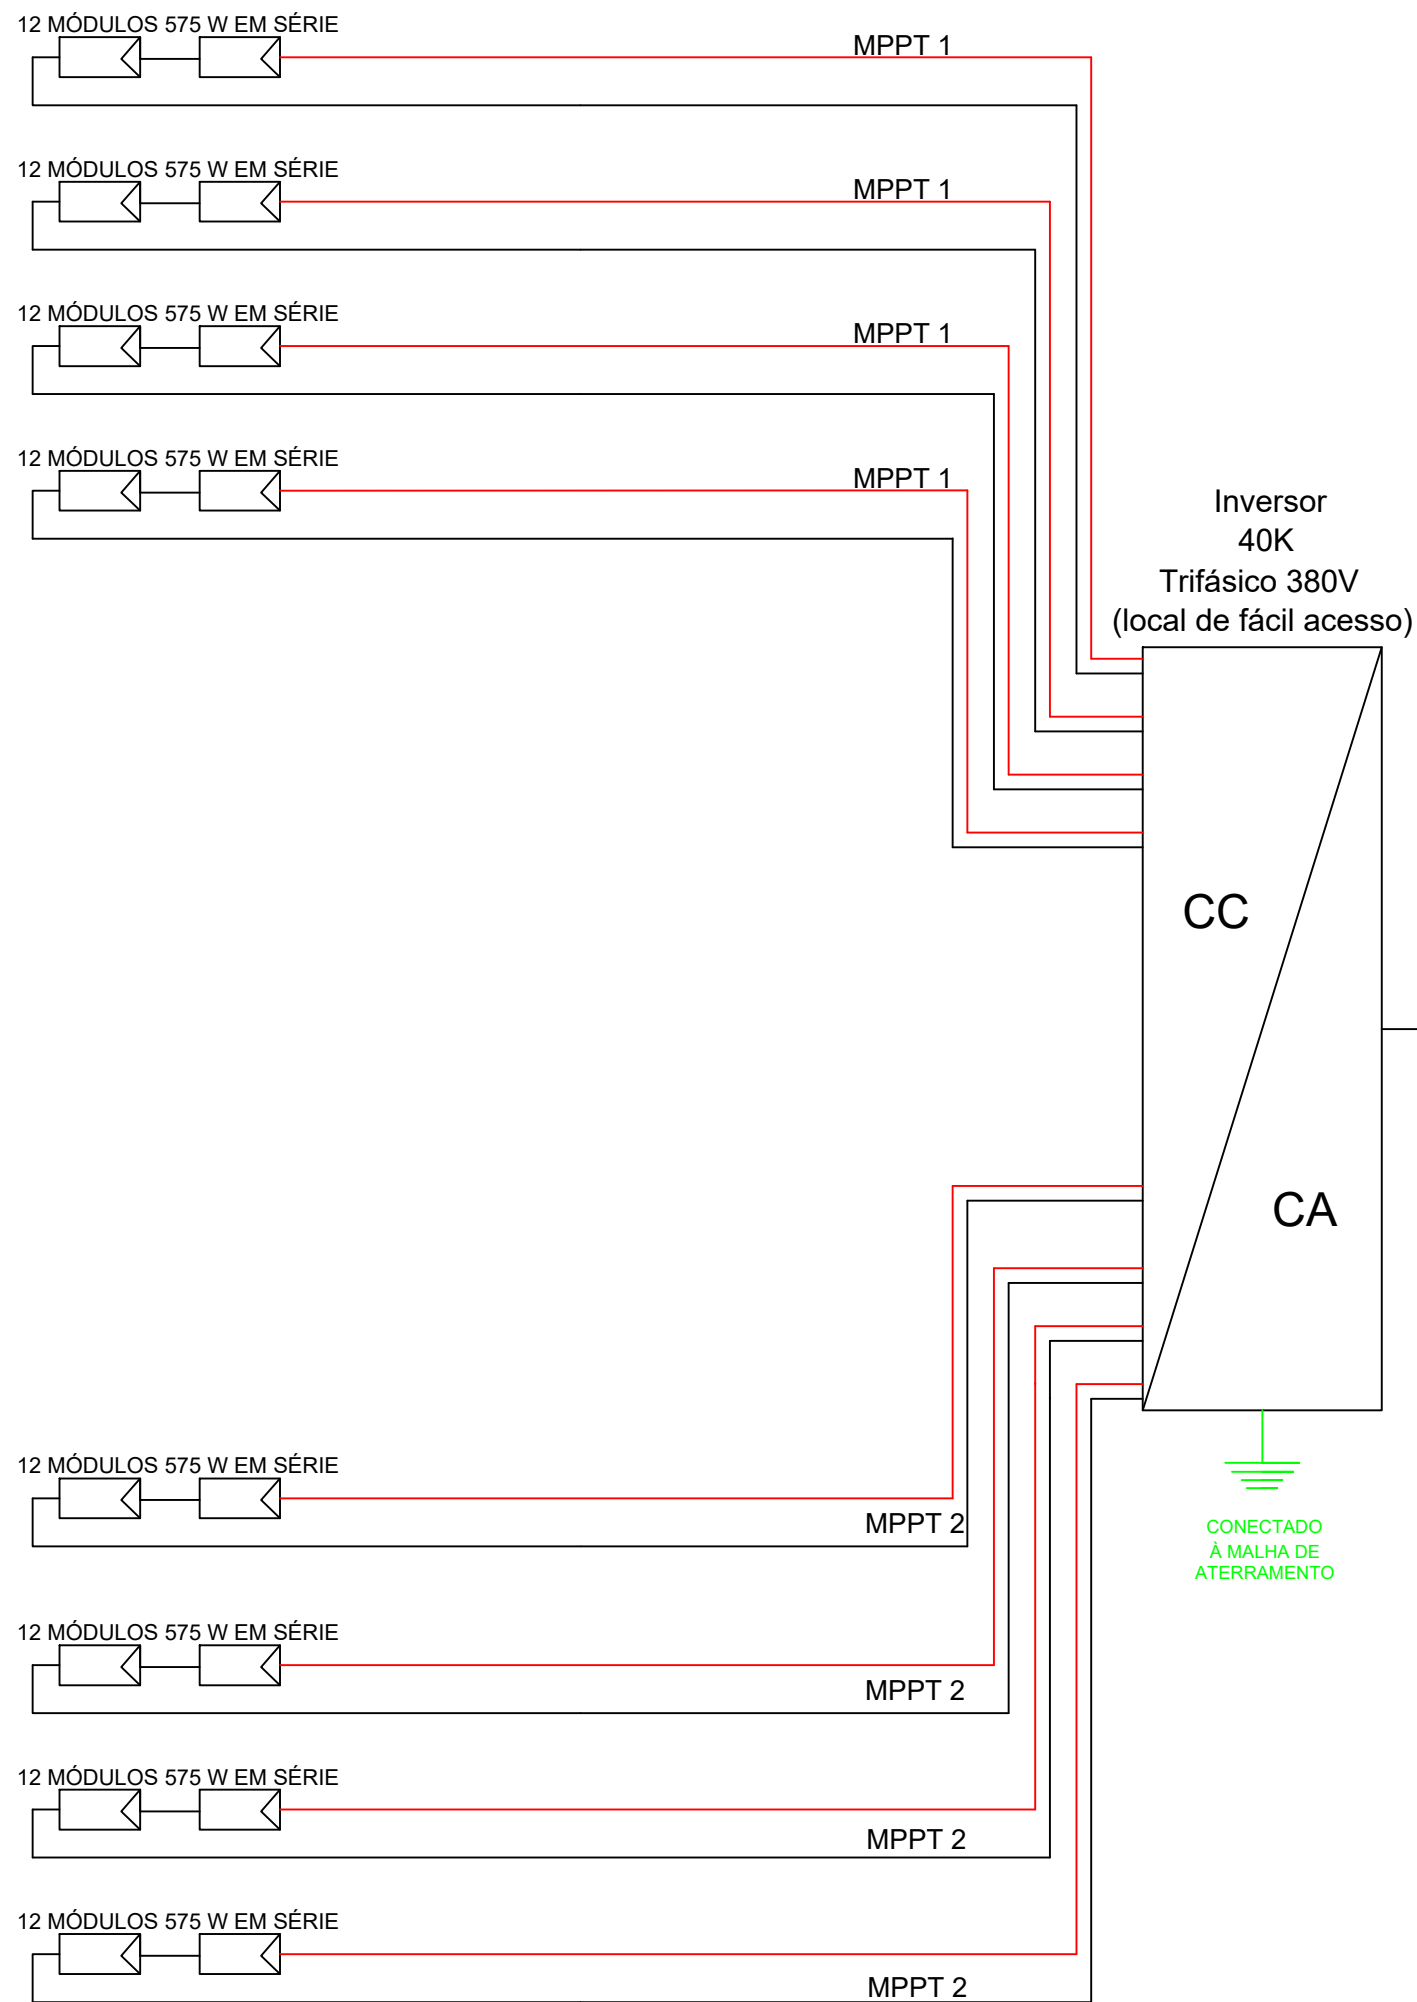 12 MÓDULOS 575 W EM SÉRIE
MPPT 1
12 MÓDULOS 575 W EM SÉRIE
MPPT 1
12 MÓDULOS 575 W EM SÉRIE
MPPT 1
12 MÓDULOS 575 W EM SÉRIE
MPPT 1
Inversor
40K
Trifásico 380V
(local de fácil acesso)
CC
CA
12 MÓDULOS 575 W EM SÉRIE
MPPT 2
CONECTADO
À MALHA DE
ATERRAMENTO
12 MÓDULOS 575 W EM SÉRIE
MPPT 2
12 MÓDULOS 575 W EM SÉRIE
MPPT 2
12 MÓDULOS 575 W EM SÉRIE
MPPT 2